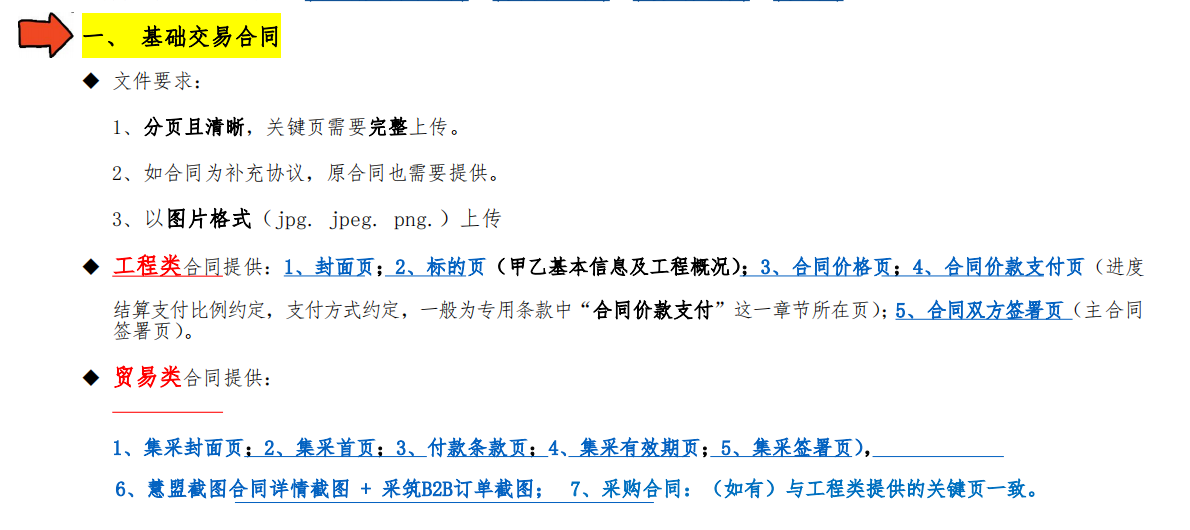 一、 基础交易合同
◆ 文件要求：
1、分页且清晰，关键页需要完整上传。
2、如合同为补充协议，原合同也需要提供。
3、以图片格式（jpg. jpeg. png.）上传
◆ 工程类合同提供：1、封面页；2、标的页（甲乙基本信息及工程概况）；3、合同价格页；4、合同价款支付页（进度
结算支付比例约定，支付方式约定，一般为专用条款中“合同价款支付”这一章节所在页）；5、合同双方签署页（主合同
签署页）。
◆ 贸易类合同提供：
1、集采封面页；2、集采首页；3、付款条款页；4、集采有效期页；5、集采签署页），
6、慧盟截图合同详情截图 + 采筑B2B订单截图； 7、采购合同：（如有）与工程类提供的关键页一致。